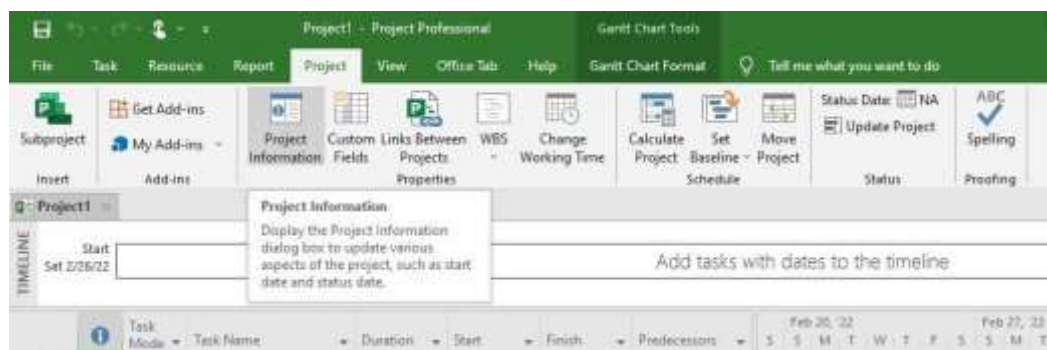 Project1 - Project Professional
Gantt Chart Tools
File Task Resource Report Project View Office Tab Help Gantt Chart Format Tell me what you want to do
Subproject
Get Add-ins
My Add-ins
Project Information
Custom Fields
Links Between Projects
WBS
Change Working Time
Calculate Project
Set Baseline
Move Project
Status Date: NA
Update Project
ABC
Spelling
Insert Add-ins Properties Schedule Status Proofing
Project1
Project Information
Display the Project Information
dialog box to update various
aspects of the project, such as start
date and status date.
TIMELINE
Start
Sat 2/26/22
Add tasks with dates to the timeline
Task Mode Task Name Duration Start Finish Predecessors
Feb 20, '22 Feb 27, '22
S S M T W T F S S M T